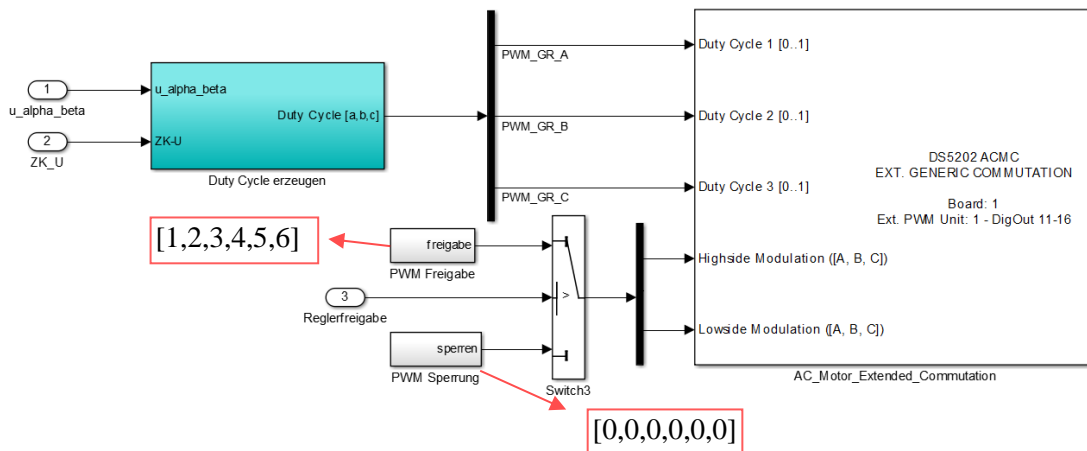 PWM_GR_A
Duty Cycle 1 [0..1]
1
u_alpha_beta
u_alpha_beta
Duty Cycle [a,b,c]
PWM_GR_B
Duty Cycle 2 [0..1]
2
ZK_U
ZK-U
Duty Cycle erzeugen
DS5202 ACMC
EXT. GENERIC COMMUTATION
PWM_GR_C
Duty Cycle 3 [0..1]
Board: 1
Ext. PWM Unit: 1 - DigOut 11-16
[1,2,3,4,5,6]
freigabe
PWM Freigabe
Highside Modulation ([A, B, C])
3
Reglerfreigabe
>
Lowside Modulation ([A, B, C])
sperren
PWM Sperrung
Switch3
AC_Motor_Extended_Commutation
[0,0,0,0,0,0]